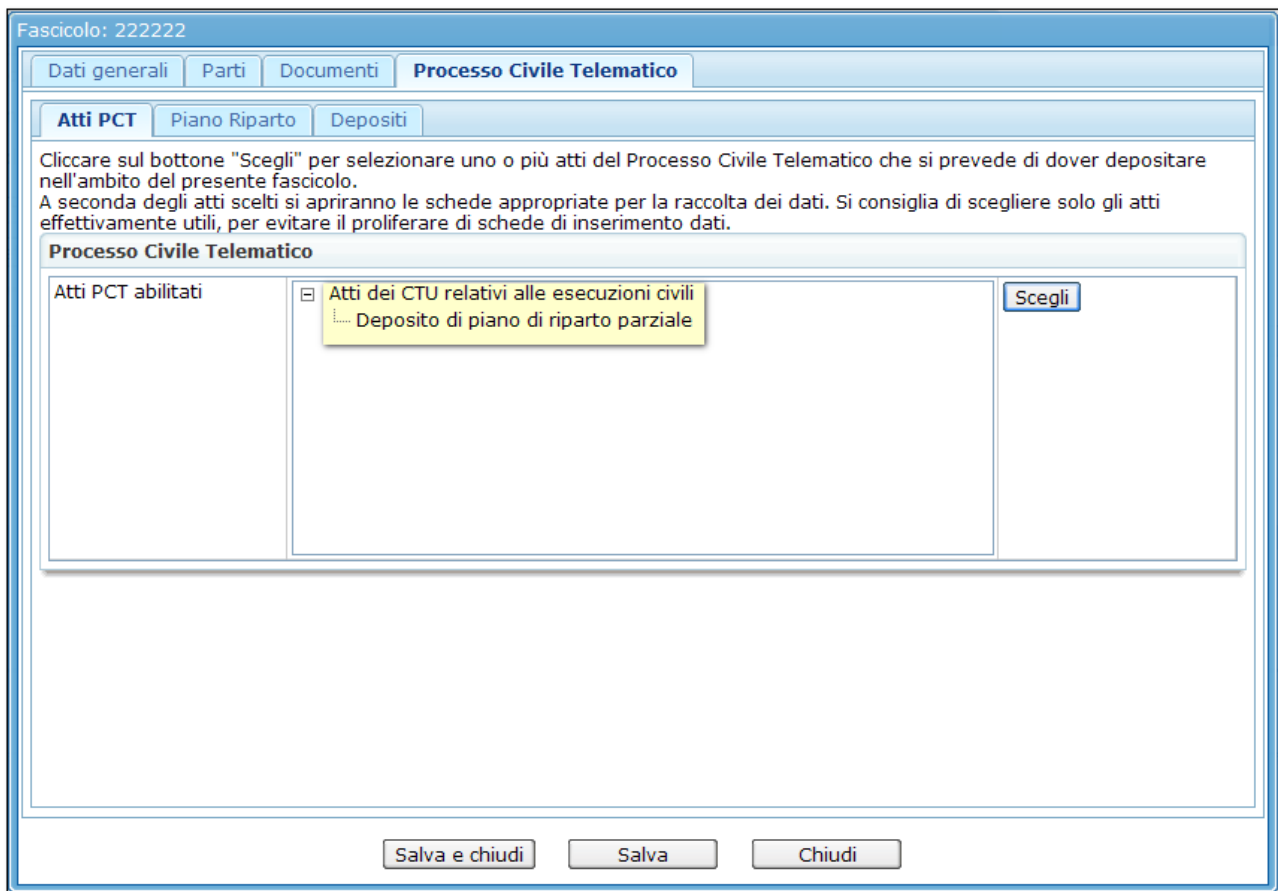 Fascicolo: 222222
Dati generali Parti Documenti Processo Civile Telematico
Atti PCT Piano Riparto Depositi
Cliccare sul bottone "Scegli" per selezionare uno o più atti del Processo Civile Telematico che si prevede di dover depositare
nell'ambito del presente fascicolo.
A seconda degli atti scelti si apriranno le schede appropriate per la raccolta dei dati. Si consiglia di scegliere solo gli atti
effettivamente utili, per evitare il proliferare di schede di inserimento dati.
Processo Civile Telematico
Atti PCT abilitati Atti dei CTU relativi alle esecuzioni civili Scegli
Deposito di piano di riparto parziale
Salva e chiudi Salva Chiudi